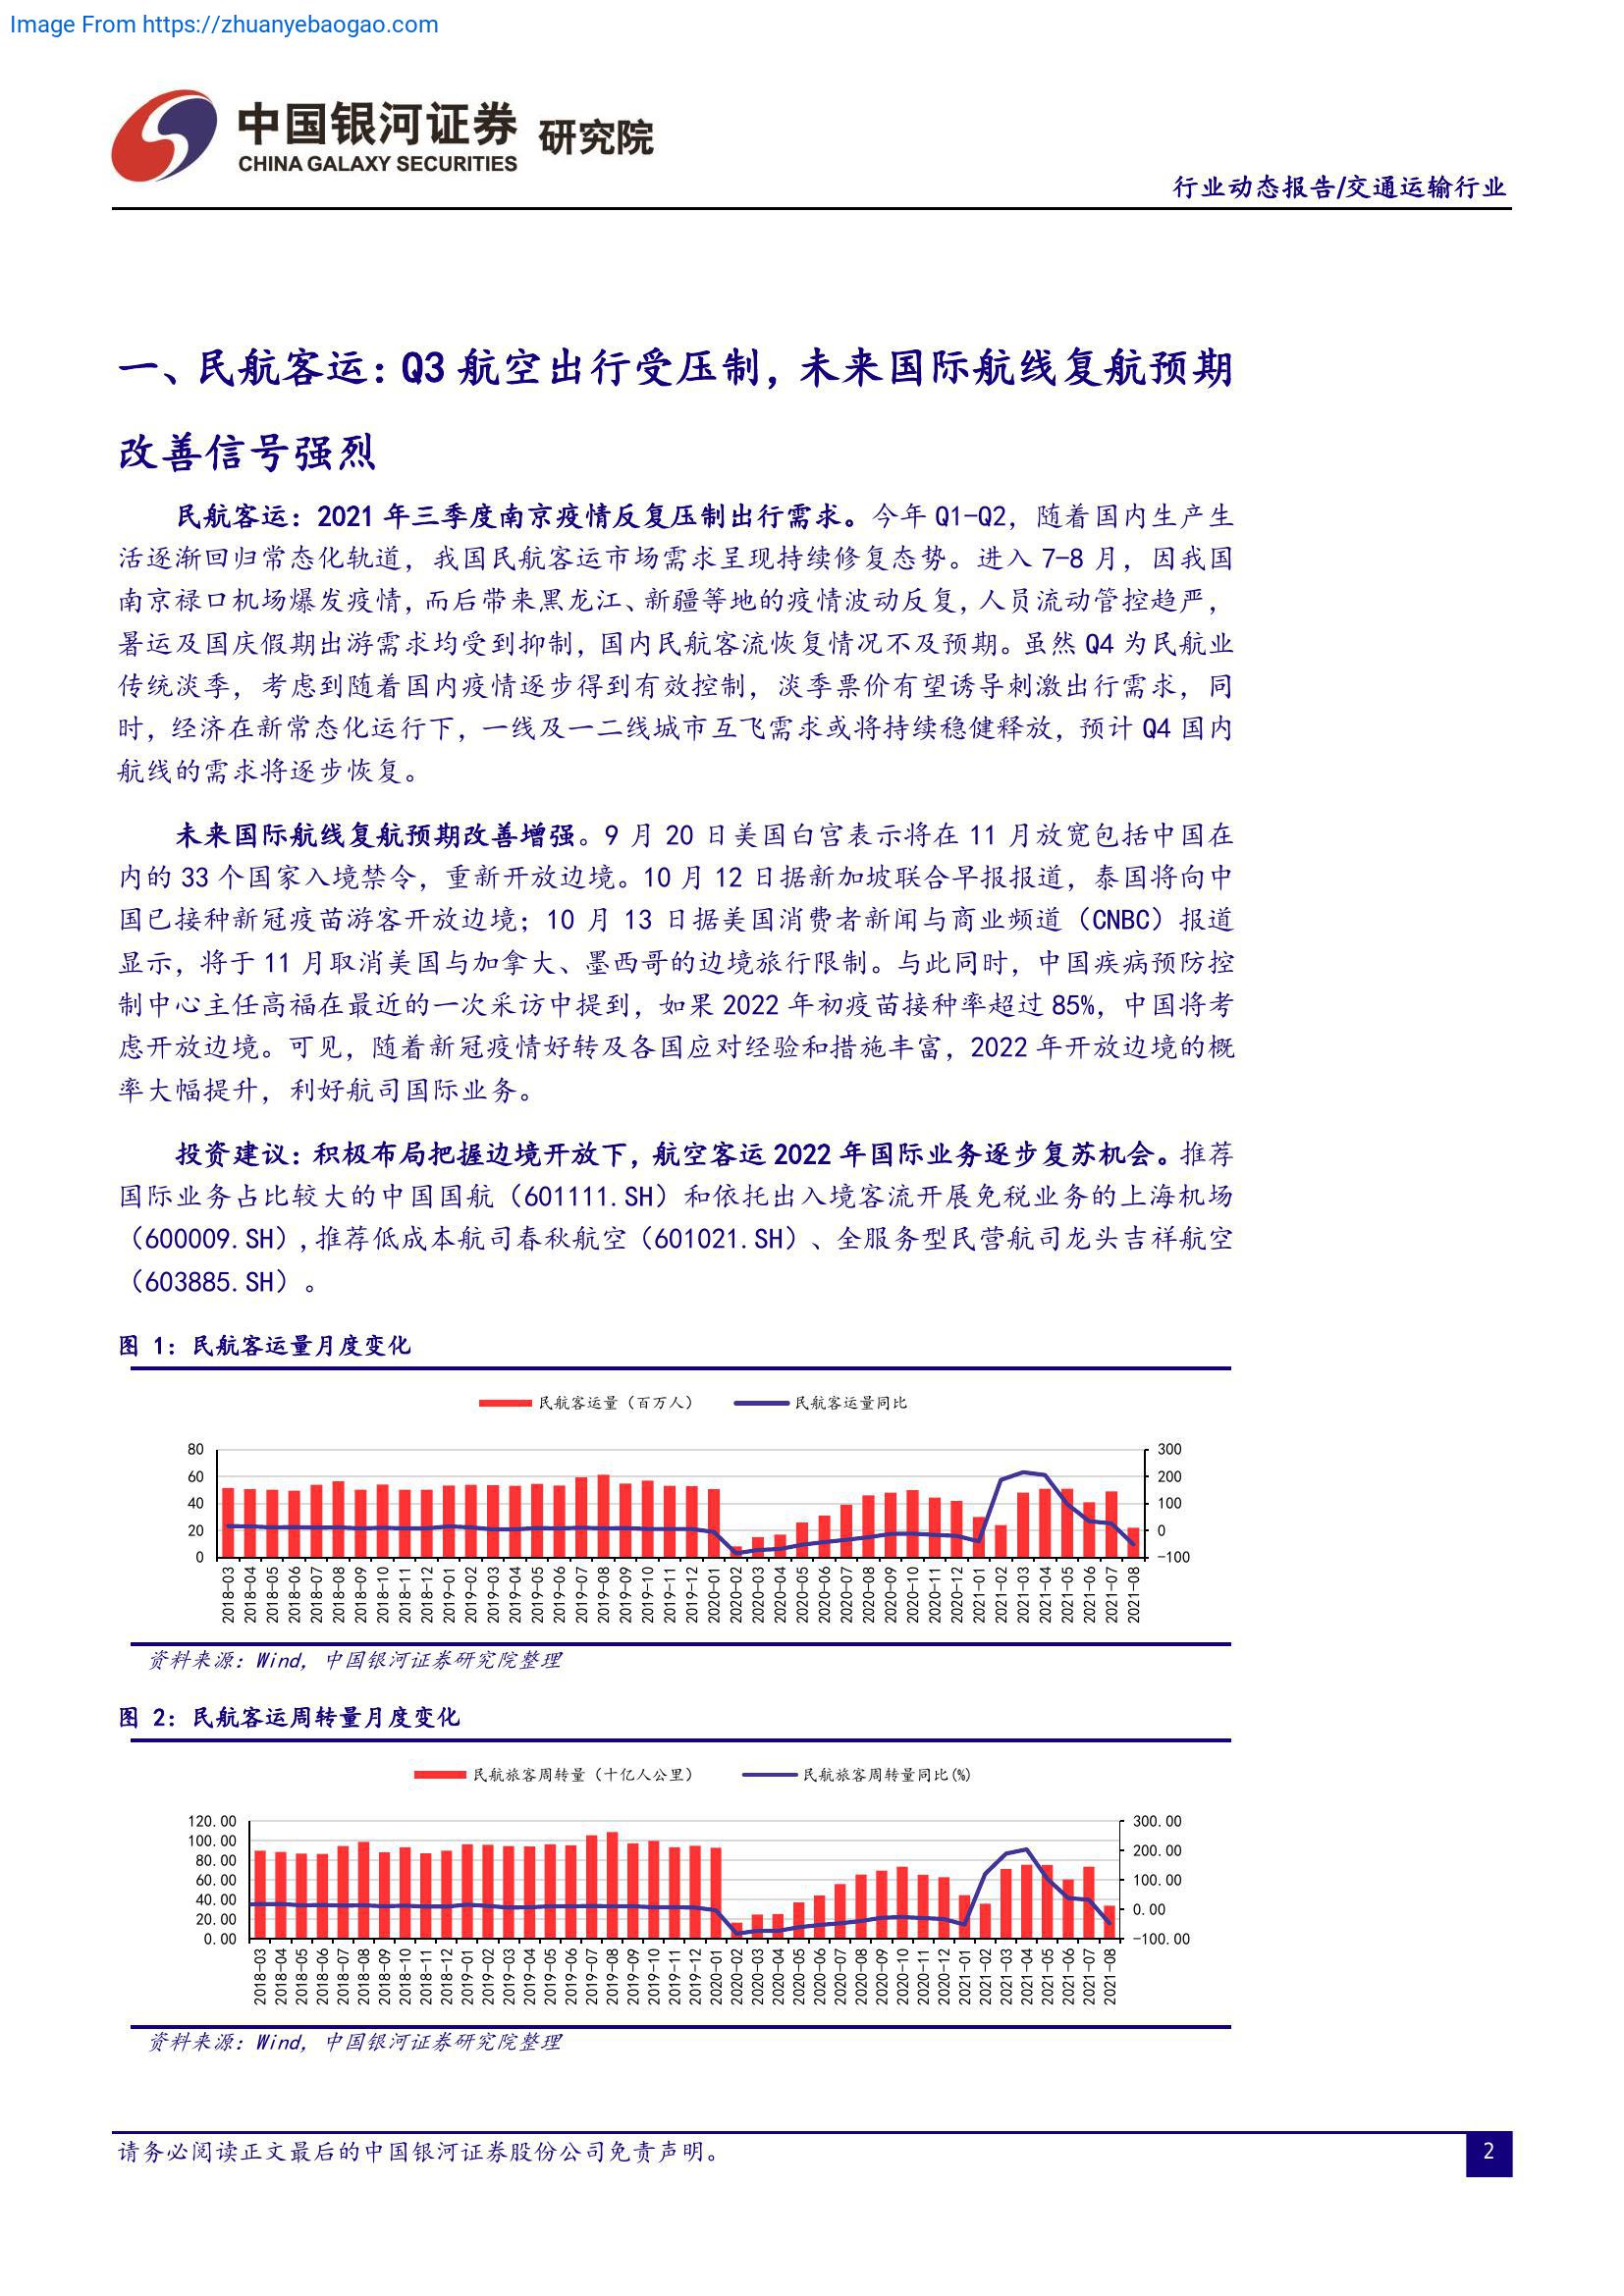 Image From https://zhuanyebaogao.com
中国银河证券 研究院
CHINA GALAXY SECURITIES
行业动态报告/交通运输行业
一、民航客运：Q3 航空出行受压制，未来国际航线复航预期
改善信号强烈
民航客运：2021 年三季度南京疫情反复压制出行需求。今年 Q1-Q2，随着国内生产生
活逐渐回归常态化轨道，我国民航客运市场需求呈现持续修复态势。进入 7-8 月，因我国
南京禄口机场爆发疫情，而后带来黑龙江、新疆等地的疫情波动反复，人员流动管控趋严，
暑运及国庆假期出游需求均受到抑制，国内民航客流恢复情况不及预期。虽然 Q4 为民航业
传统淡季，考虑到随着国内疫情逐步得到有效控制，淡季票价有望诱导刺激出行需求，同
时，经济在新常态化运行下，一线及一二线城市互飞需求或将持续稳健释放，预计 Q4 国内
航线的需求将逐步恢复。
未来国际航线复航预期改善增强。9 月 20 日美国白宫表示将在 11 月放宽包括中国在
内的 33 个国家入境禁令，重新开放边境。10 月 12 日据新加坡联合早报报道，泰国将向中
国已接种新冠疫苗游客开放边境；10 月 13 日据美国消费者新闻与商业频道（CNBC）报道
显示，将于 11 月取消美国与加拿大、墨西哥的边境旅行限制。与此同时，中国疾病预防控
制中心主任高福在最近的一次采访中提到，如果 2022 年初疫苗接种率超过 85%，中国将考
虑开放边境。可见，随着新冠疫情好转及各国应对经验和措施丰富，2022 年开放边境的概
率大幅提升，利好航司国际业务。
投资建议：积极布局把握边境开放下，航空客运 2022 年国际业务逐步复苏机会。推荐
国际业务占比较大的中国国航（601111.SH）和依托出入境客流开展免税业务的上海机场
（600009.SH）,推荐低成本航司春秋航空（601021.SH）、全服务型民营航司龙头吉祥航空
（603885.SH）。
图 1：民航客运量月度变化
民航客运量（百万人） 民航客运量同比
80 300
60 200
40 100
20 0
0 -100
2018-03 2018-04 2018-05 2018-06 2018-07 2018-08 2018-09 2018-10 2018-11 2018-12 2019-01 2019-02 2019-03 2019-04 2019-05 2019-06 2019-07 2019-08 2019-09 2019-10 2019-11 2019-12 2020-01 2020-02 2020-03 2020-04 2020-05 2020-06 2020-07 2020-08 2020-09 2020-10 2020-11 2020-12 2021-01 2021-02 2021-03 2021-04 2021-05 2021-06 2021-07 2021-08
资料来源：Wind，中国银河证券研究院整理
图 2：民航客运周转量月度变化
民航旅客周转量（十亿人公里） 民航旅客周转量同比(%)
120.00 300.00
100.00
80.00 200.00
60.00 100.00
40.00
20.00 0.00
0.00 -100.00
2018-03 2018-04 2018-05 2018-06 2018-07 2018-08 2018-09 2018-10 2018-11 2018-12 2019-01 2019-02 2019-03 2019-04 2019-05 2019-06 2019-07 2019-08 2019-09 2019-10 2019-11 2019-12 2020-01 2020-02 2020-03 2020-04 2020-05 2020-06 2020-07 2020-08 2020-09 2020-10 2020-11 2020-12 2021-01 2021-02 2021-03 2021-04 2021-05 2021-06 2021-07 2021-08
资料来源：Wind，中国银河证券研究院整理
请务必阅读正文最后的中国银河证券股份公司免责声明。
2